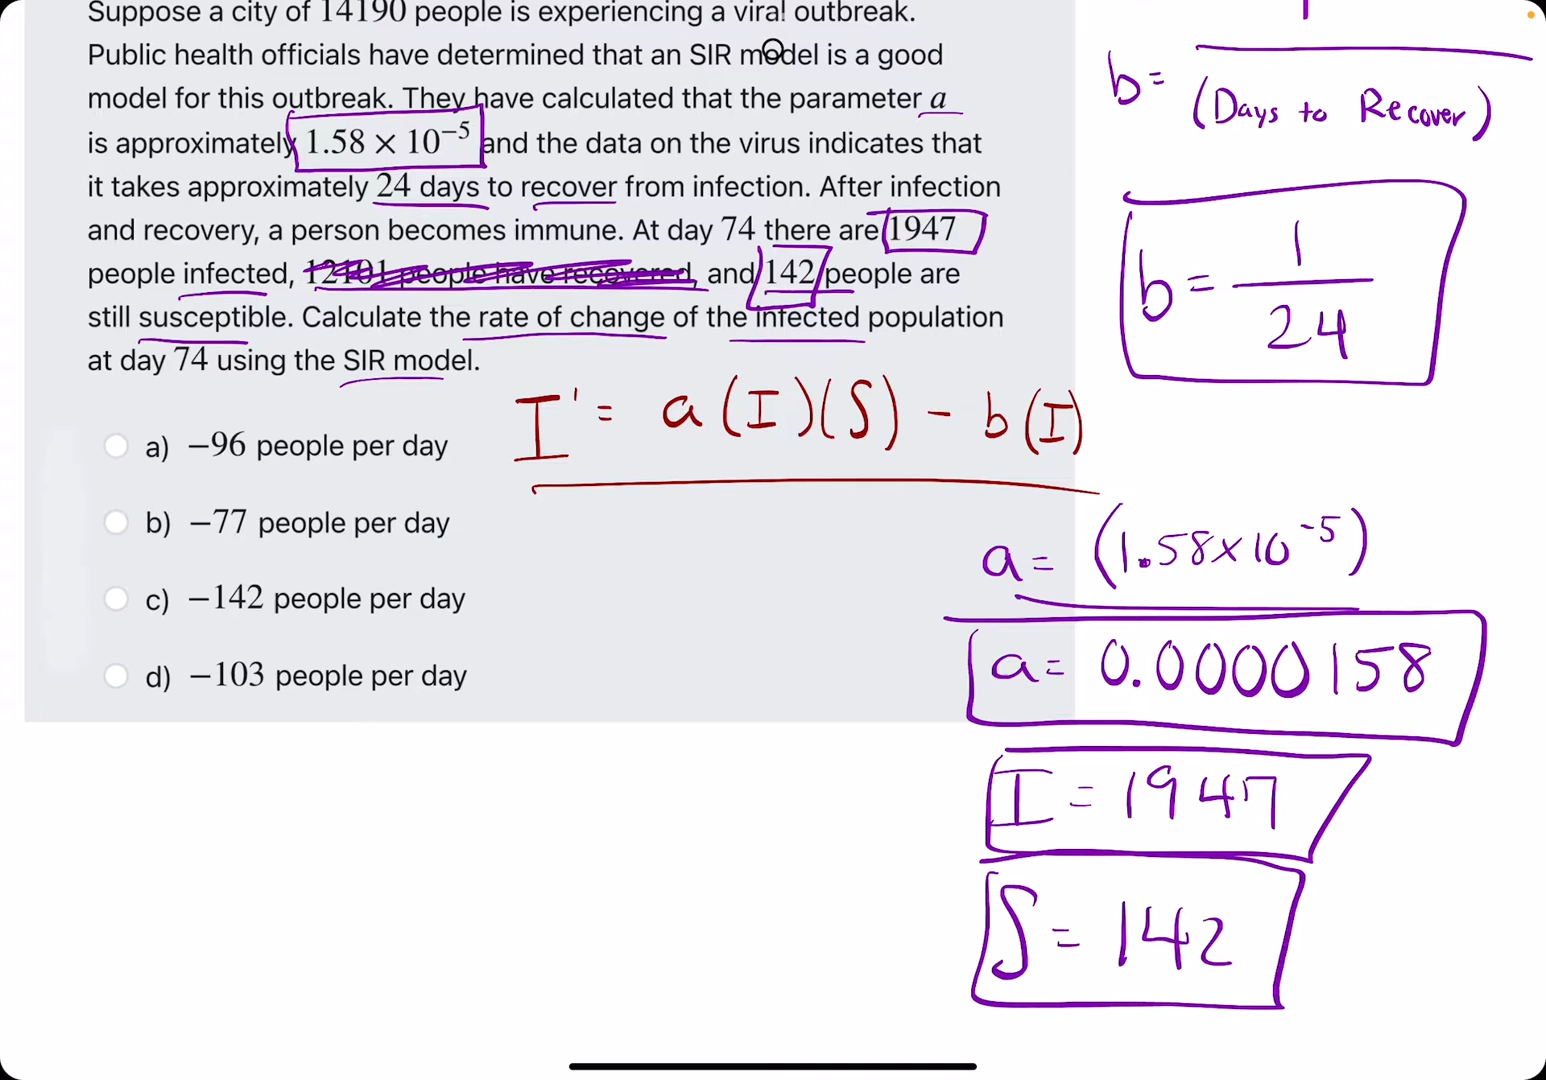 Suppose a city of 14190 people is experiencing a viral outbreak.
Public health officials have determined that an SIR model is a good
model for this outbreak. They have calculated that the parameter a
is approximately 1.58 × 10⁻⁵ and the data on the virus indicates that
it takes approximately 24 days to recover from infection. After infection
and recovery, a person becomes immune. At day 74 there are 1947
people infected, 12101 people have recovered, and 142 people are
still susceptible. Calculate the rate of change of the infected population
at day 74 using the SIR model.
a) −96 people per day
b) −77 people per day
c) −142 people per day
d) −103 people per day
I' = a(I)(S) - b(I)
b = 1
(Days to Recover)
b = 1
24
a = (1.58×10⁻⁵)
a = 0.0000158
I = 1947
S = 142